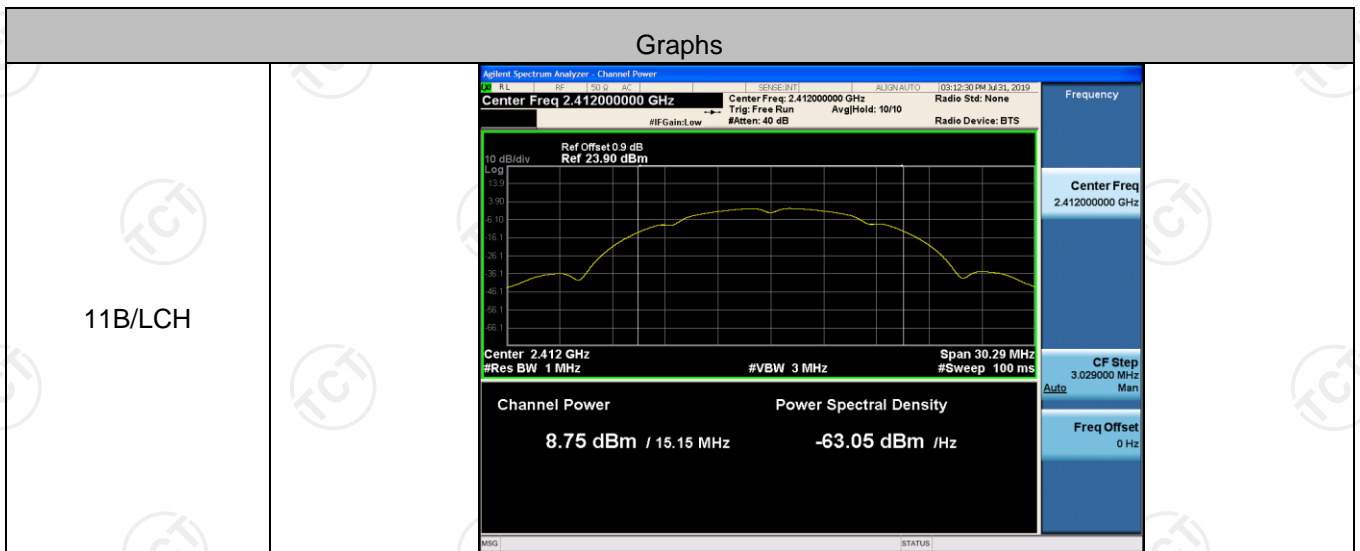 Graphs
11B/LCH
Agilent Spectrum Analyzer - Channel Power
RL RF 50 Ω AC SENSE:INT ALIGN AUTO 03:12:30 PM Jul 31, 2019
Center Freq 2.412000000 GHz
Center Freq: 2.412000000 GHz
Radio Std: None
Trig: Free Run Avg|Hold: 10/10
#IFGain:Low #Atten: 40 dB Radio Device: BTS
Ref Offset 0.9 dB
10 dB/div Ref 23.90 dBm
Log
13.9
3.90
-6.10
-16.1
-26.1
-36.1
-46.1
-56.1
-66.1
Center 2.412 GHz Span 30.29 MHz
#Res BW 1 MHz #VBW 3 MHz #Sweep 100 ms
Channel Power Power Spectral Density
8.75 dBm / 15.15 MHz -63.05 dBm /Hz
MSG STATUS
Frequency
Center Freq
2.412000000 GHz
CF Step
3.029000 MHz
Auto Man
Freq Offset
0 Hz
TCT
TCT
TCT
TCT
TCT